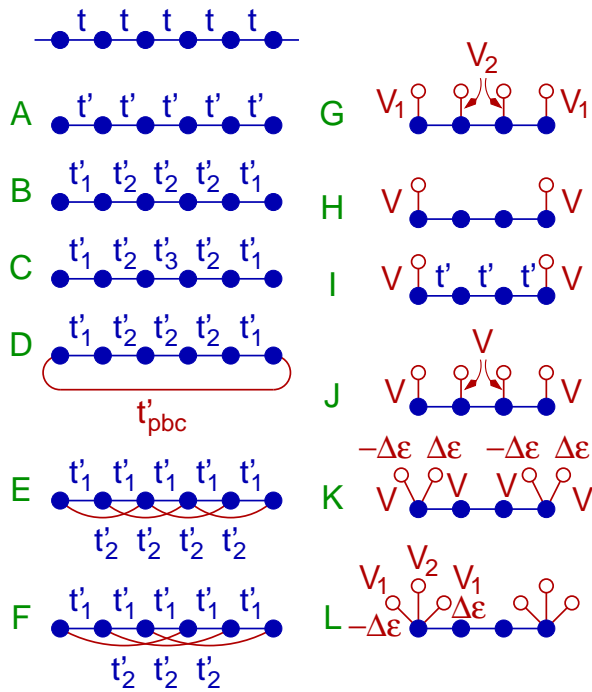 t t t t t
A t' t' t' t' t'
B t'1 t'2 t'2 t'2 t'1
C t'1 t'2 t'3 t'2 t'1
D t'1 t'2 t'2 t'2 t'1
t'pbc
E t'1 t'1 t'1 t'1 t'1
t'2 t'2 t'2 t'2
F t'1 t'1 t'1 t'1 t'1
t'2 t'2 t'2
V2
G V1 V1
H V V
I V t' t' t' V
V
J V V
−Δε Δε −Δε Δε
K V V V V
V2
V1 V1
L −Δε Δε